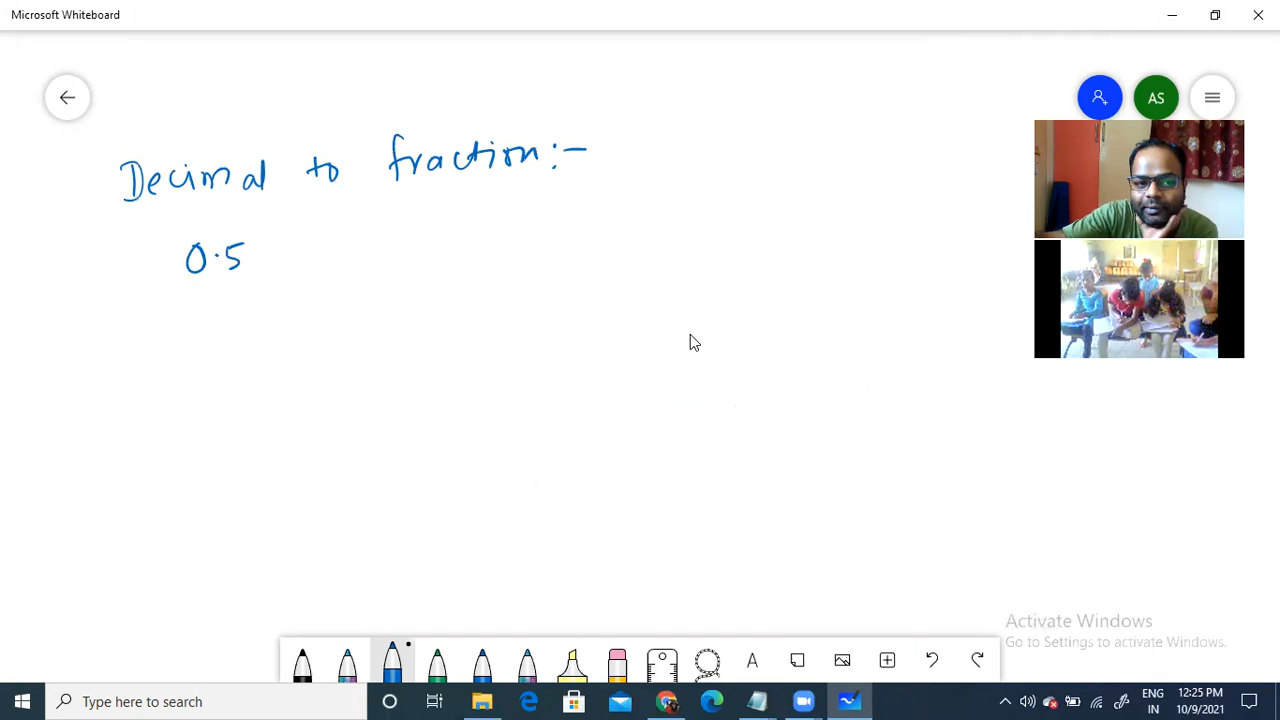 Microsoft Whiteboard
AS
Decimal to fraction:-
0.5
Activate Windows
Go to Settings to activate Windows.
A
Type here to search
ENG
IN
12:25 PM
10/9/2021